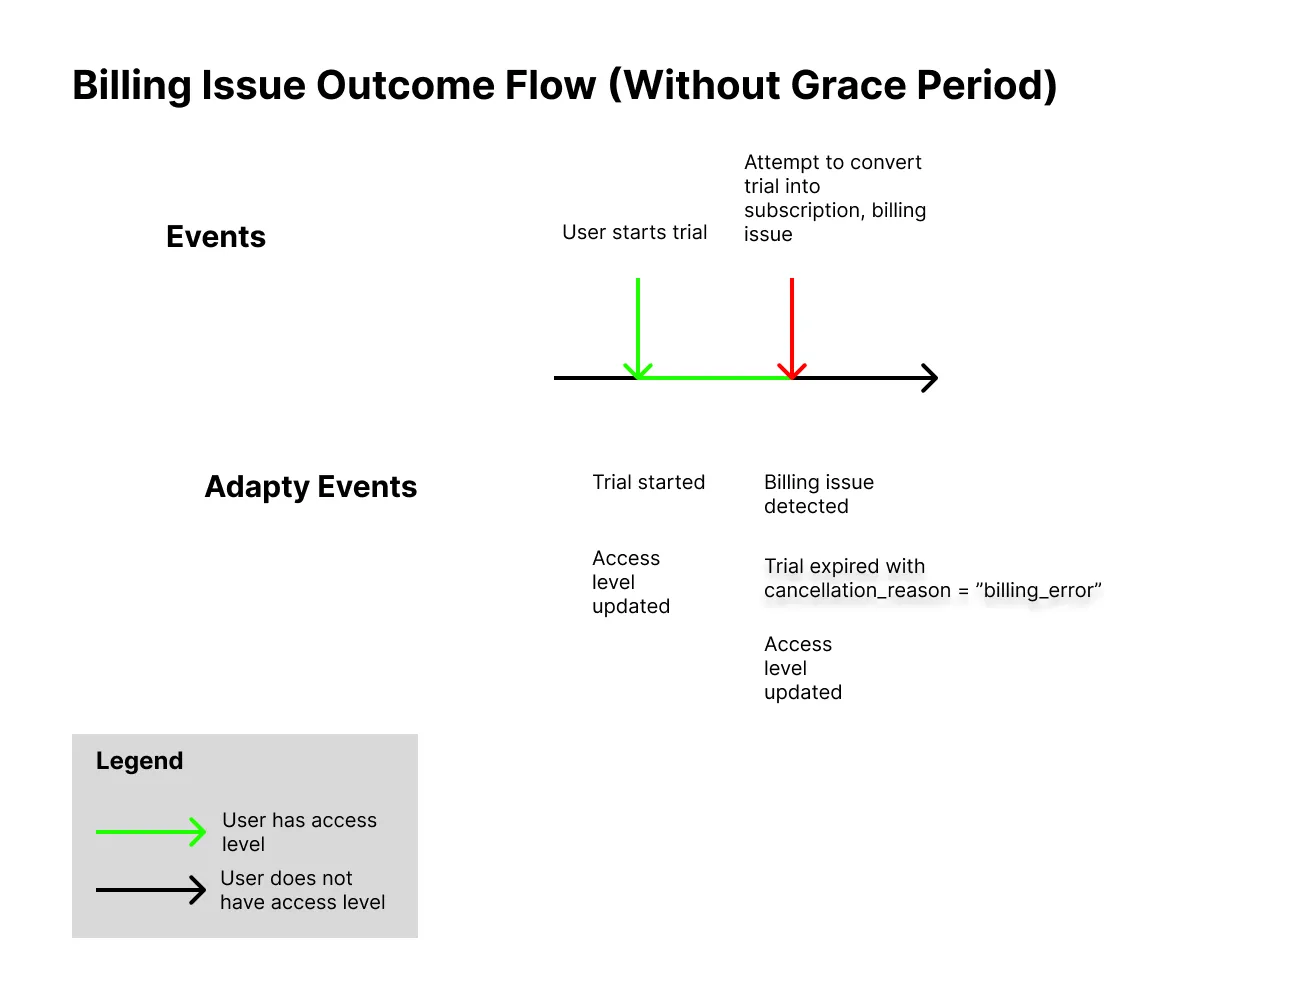 Billing Issue Outcome Flow (Without Grace Period)
Events
User starts trial
Attempt to convert
trial into
subscription, billing
issue
Adapty Events
Trial started
Billing issue
detected
Access
level
updated
Trial expired with
cancellation_reason = ”billing_error”
Access
level
updated
Legend
User has access
level
User does not
have access level